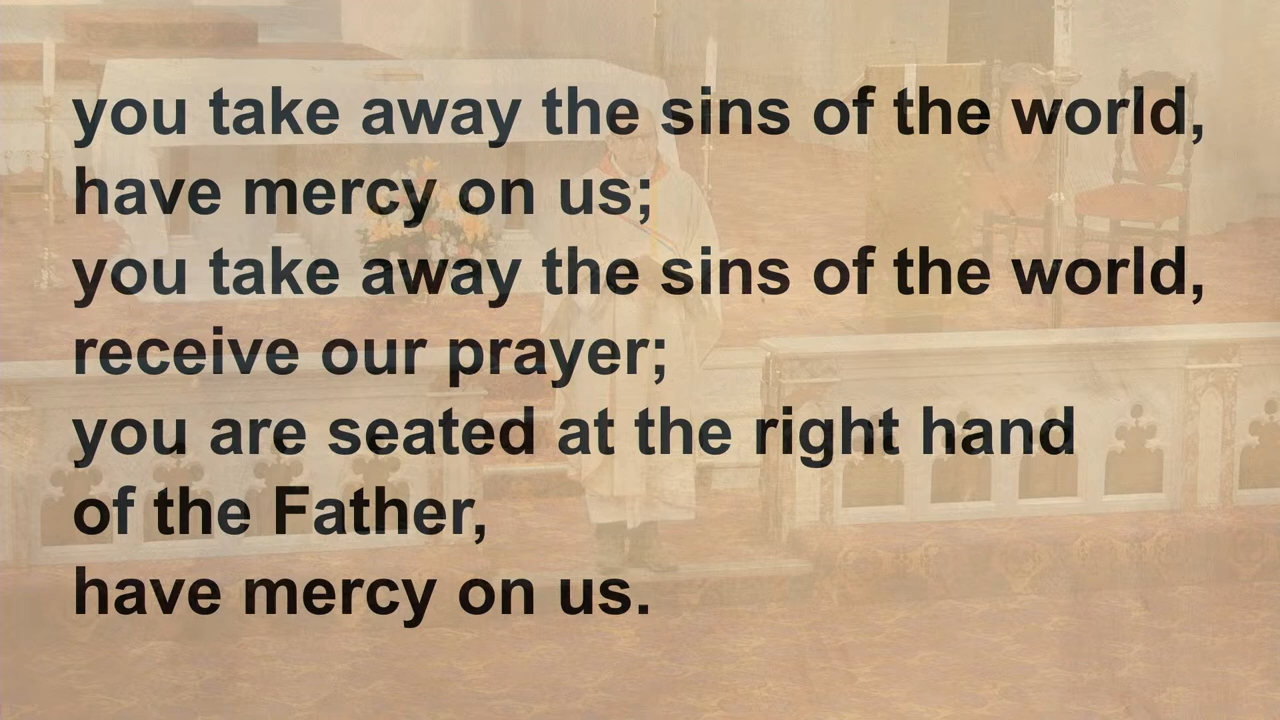 you take away the sins of the world,
have mercy on us;
you take away the sins of the world,
receive our prayer;
you are seated at the right hand
of the Father,
have mercy on us.